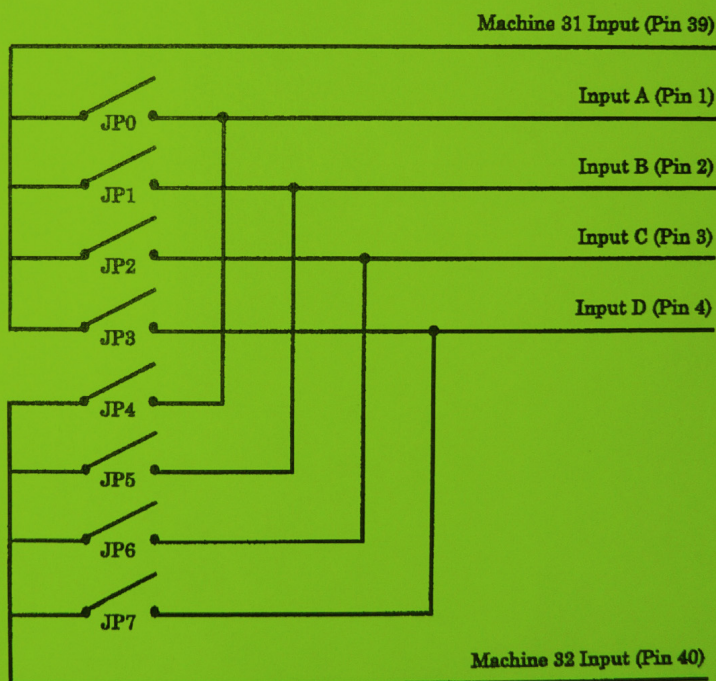 Machine 31 Input (Pin 39)
Input A (Pin 1)
JP0
Input B (Pin 2)
JP1
Input C (Pin 3)
JP2
Input D (Pin 4)
JP3
JP4
JP5
JP6
JP7
Machine 32 Input (Pin 40)